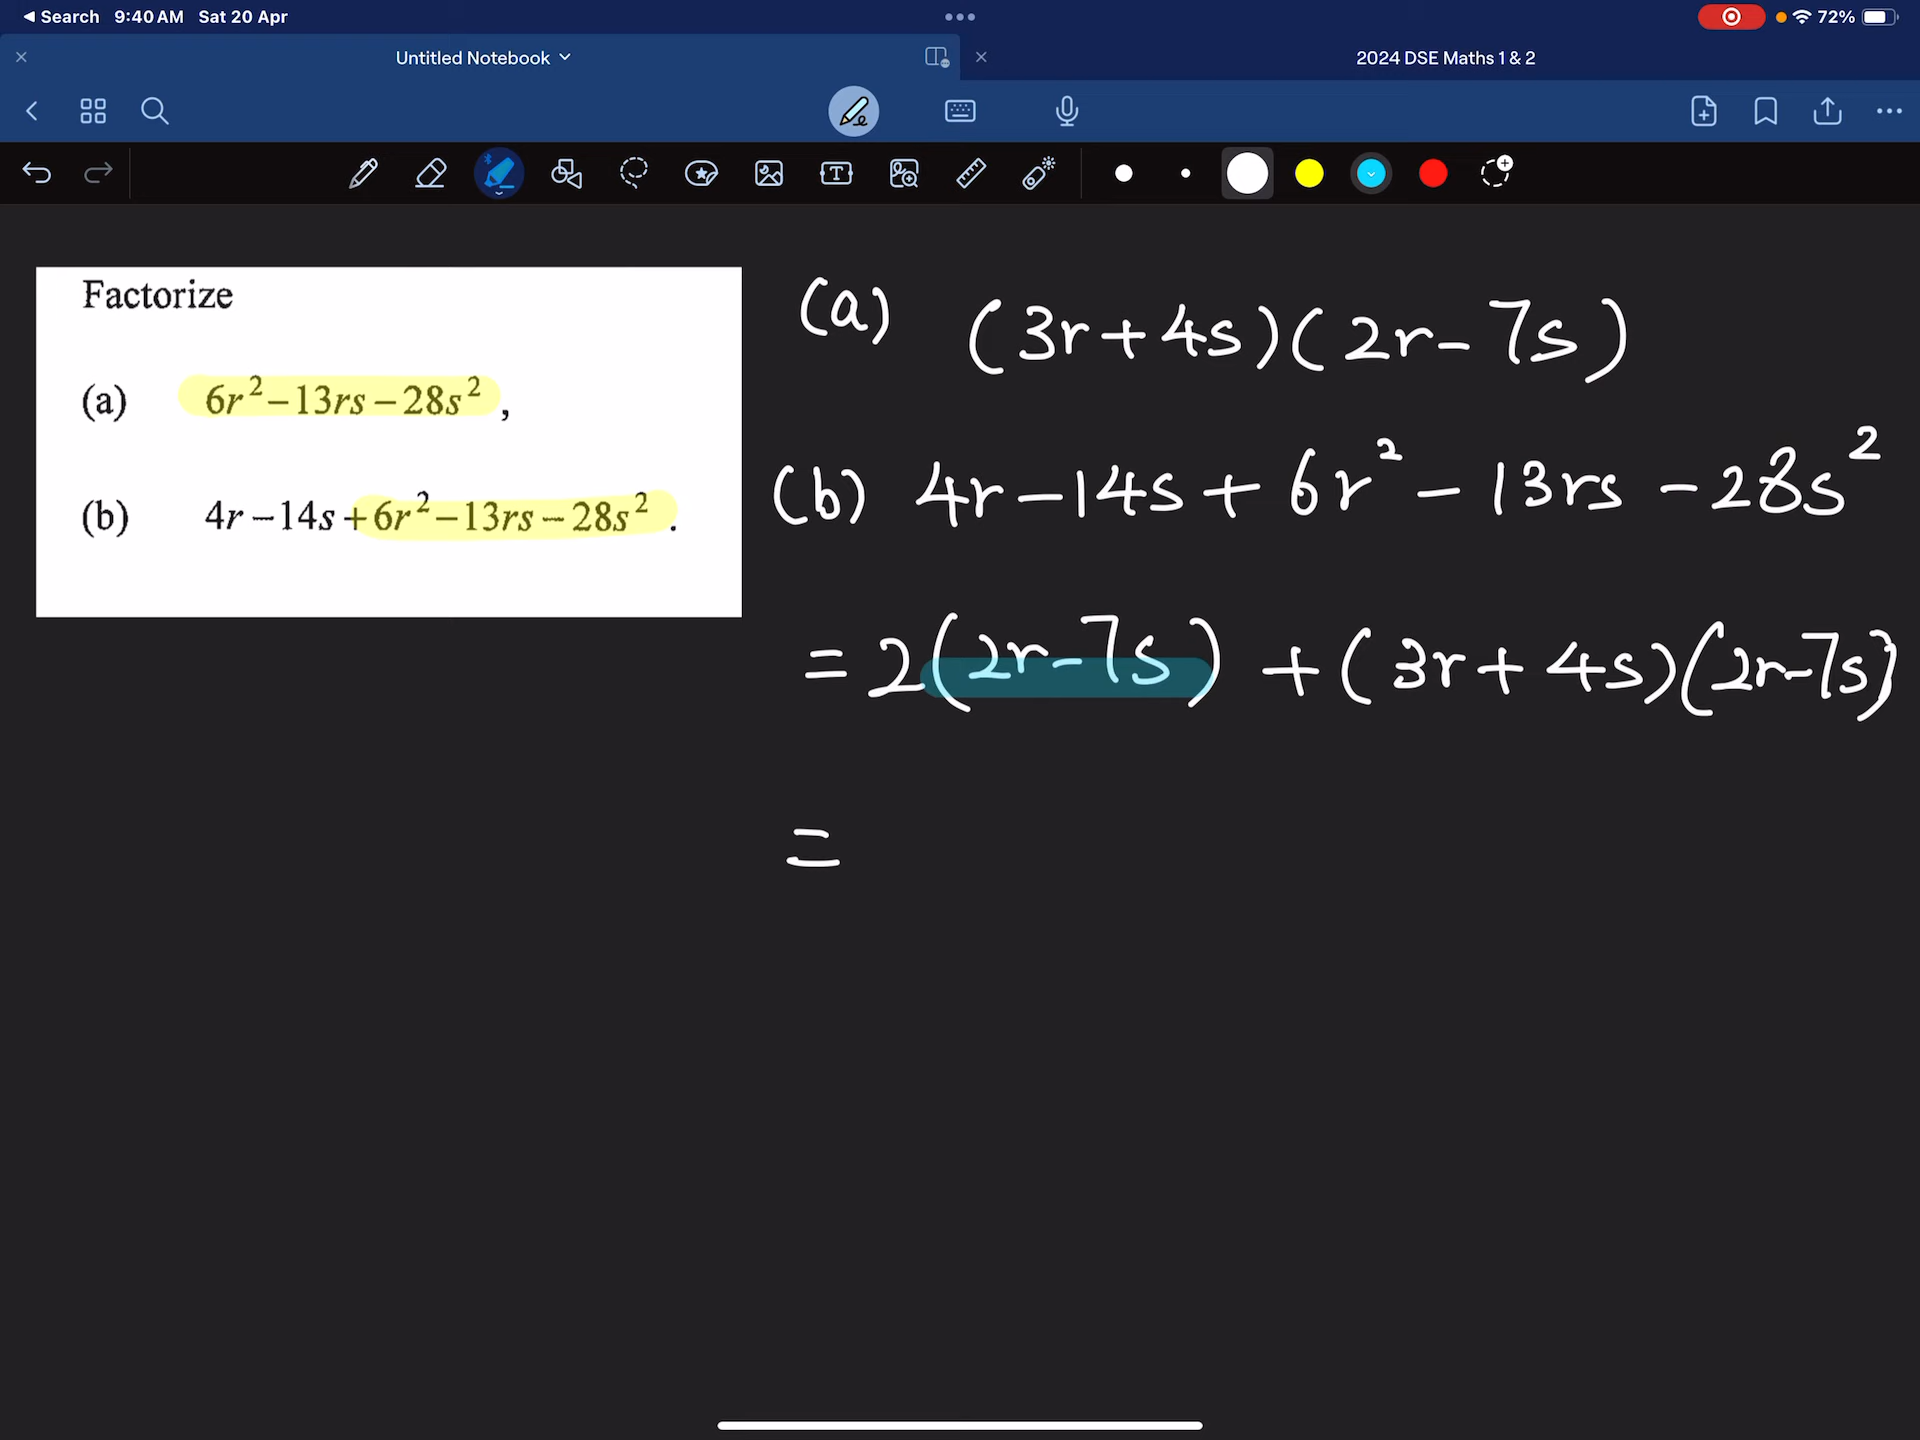 Search 9:40 AM Sat 20 Apr 72%
Untitled Notebook 2024 DSE Maths 1 & 2
Factorize
(a) 6r² – 13rs – 28s² ,
(b) 4r – 14s + 6r² – 13rs – 28s² .
(a) (3r + 4s)(2r – 7s)
(b) 4r – 14s + 6r² – 13rs – 28s²
= 2(2r – 7s) + (3r + 4s)(2r – 7s)
=